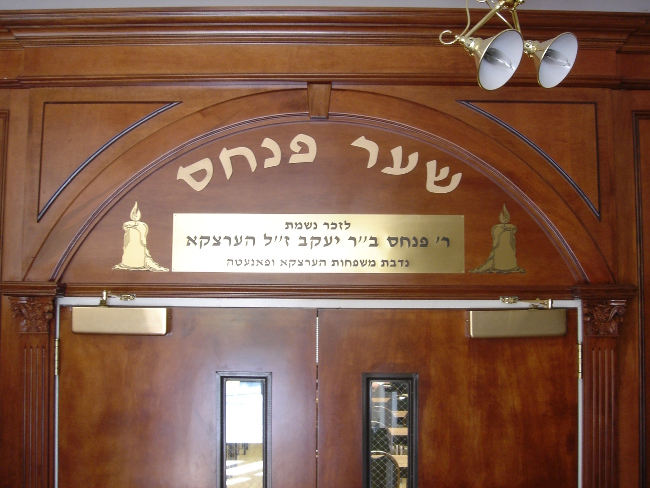 שער פנחס
לזכר נשמת
ר׳ פנחס ב״ר יעקב ז״ל הערצקא
נדבת משפחות הערצקא ופאנעטה